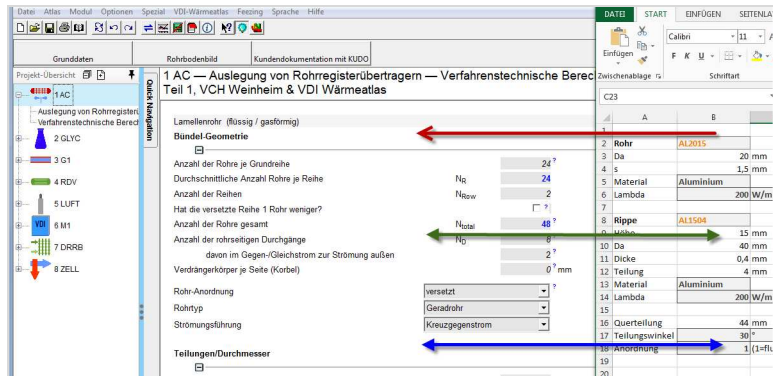 Datei Atlas Modul Optionen Spezial VDI-Wärmeatlas Feezing Sprache Hilfe
Grunddaten
Rohrbodenbild
Kundendokumentation mit KUDO
Projekt-Übersicht
1 AC
Auslegung von Rohrregisterü
Verfahrenstechnische Bered
2 GLYC
3 G1
4 RDV
5 LUFT
VDI
6 M1
7 DRRB
8 ZELL
Quick Navigation
1 AC — Auslegung von Rohrregisterübertragern — Verfahrenstechnische Berec
Teil 1, VCH Weinheim & VDI Wärmeatlas
Lamellenrohr (flüssig / gasförmig)
Bündel-Geometrie
Anzahl der Rohre je Grundreihe 24 ?
Durchschnittliche Anzahl Rohre je Reihe NR 24
Anzahl der Reihen NRow 2
Hat die versetzte Reihe 1 Rohr weniger? ?
Anzahl der Rohre gesamt Ntotal 48 ?
Anzahl der rohrseitigen Durchgänge ND 8
davon im Gegen-/Gleichstrom zur Strömung außen 2 ?
Verdrängerkörper je Seite (Korbel) 0 ? mm
Rohr-Anordnung versetzt ?
Rohrtyp Geradrohr
Strömungsführung Kreuzgegenstrom
Teilungen/Durchmesser
DATEI START EINFÜGEN SEITENLA
Einfügen
Calibri 11 A
F K U
Zwischenablage Schriftart
C23
A B
1
2 Rohr AL2015
3 Da 20 mm
4 s 1,5 mm
5 Material Aluminium
6 Lambda 200 W/m
7
8 Rippe AL1504
9 Höhe 15 mm
10 Da 40 mm
11 Dicke 0,4 mm
12 Teilung 4 mm
13 Material Aluminium
14 Lambda 200 W/m
15
16 Querteilung 44 mm
17 Teilungswinkel 30 °
18 Anordnung 1 (1=flu
19
20